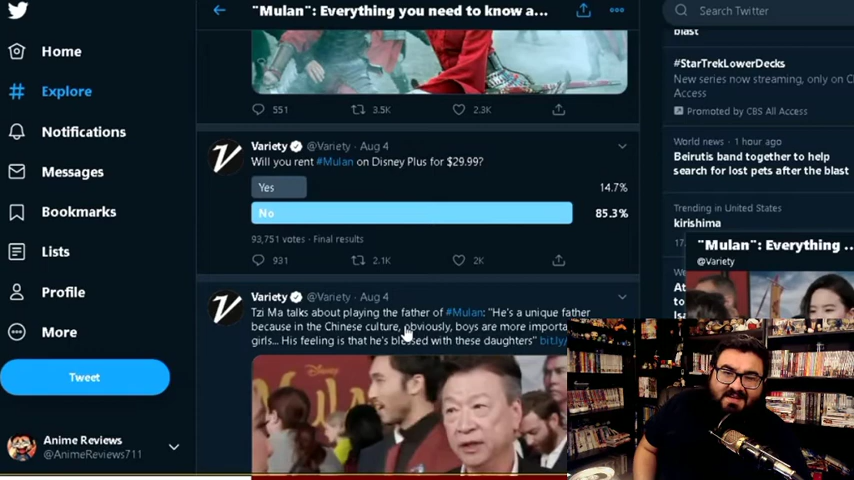 "Mulan": Everything you need to know a...
Search Twitter
Home
Explore
Notifications
Messages
Bookmarks
Lists
Profile
More
Tweet
Anime Reviews
@AnimeReviews711
551
3.5K
2.3K
Variety @Variety · Aug 4
Will you rent #Mulan on Disney Plus for $29.99?
Yes
14.7%
No
85.3%
93,751 votes · Final results
931
2.1K
2K
Variety @Variety · Aug 4
Tzi Ma talks about playing the father of #Mulan: "He's a unique father
because in the Chinese culture, obviously, boys are more importa
girls... His feeling is that he's blessed with these daughters" bit.ly/
Disney
blast
#StarTrekLowerDecks
New series now streaming, only on C
Access
Promoted by CBS All Access
World news · 1 hour ago
Beirutis band together to help
search for lost pets after the blast
Trending in United States
kirishima
17.
"Mulan": Everything ...
@Variety